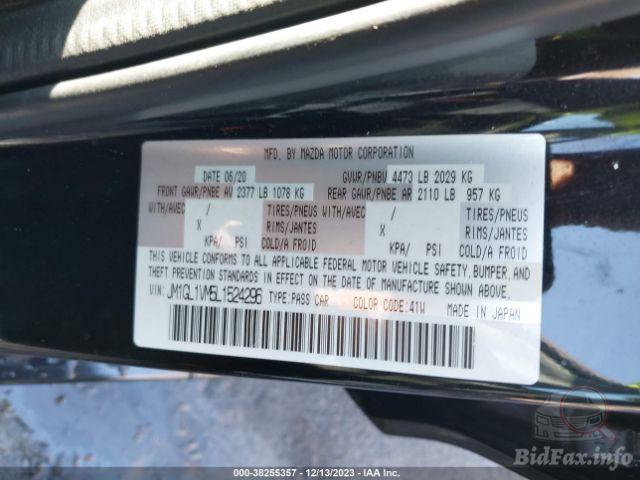 MFD. BY MAZDA MOTOR CORPORATION
DATE 06/20 GVWR/PNBV 4473 LB 2029 KG
FRONT GAWR/PNBE AV 2377 LB 1078 KG REAR GAWR/PNBE AR 2110 LB 957 KG
WITH/AVEC / TIRES/PNEUS WITH/AVEC / TIRES/PNEUS
X RIMS/JANTES X RIMS/JANTES
KPA/ PSI COLD/A FROID KPA/ PSI COLD/A FROID
THIS VEHICLE CONFORMS TO ALL APPLICABLE FEDERAL MOTOR VEHICLE SAFETY, BUMPER, AND
THEFT PREVENTION STANDARDS IN EFFECT ON THE DATE OF MANUFACTURE SHOWN ABOVE.
VIN: JM1GL1VM5L1524296 TYPE:PASS CAR COLOR CODE:41W MADE IN JAPAN
00-38255357 - 12/13/2023 - IAA Inc.
BidFax.info